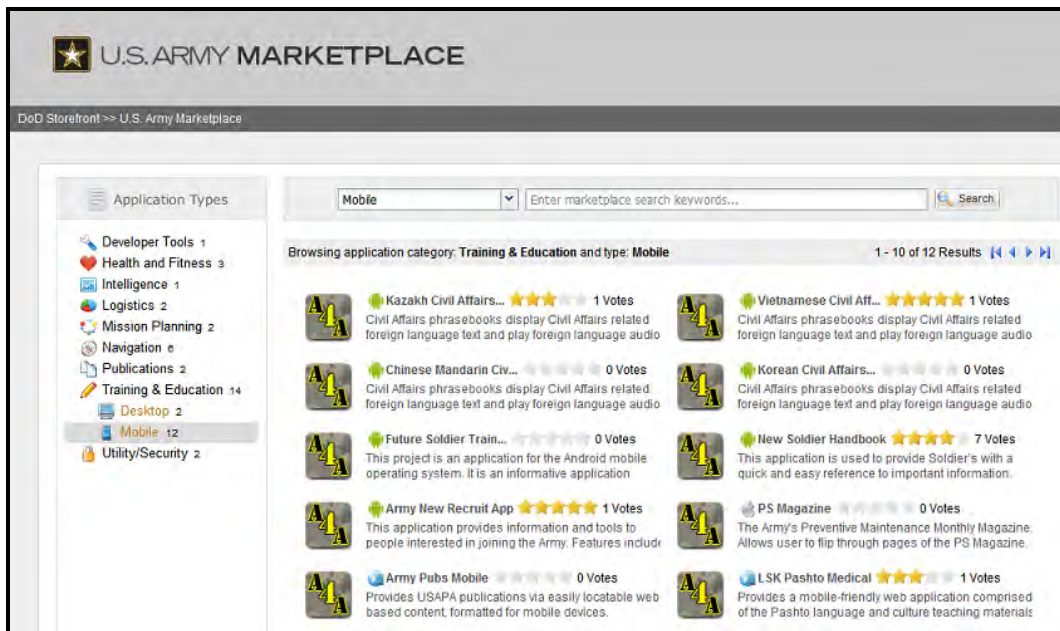 U.S. ARMY MARKETPLACE
DoD Storefront >> U.S. Army Marketplace
Application Types
Developer Tools 1
Health and Fitness 3
Intelligence 1
Logistics 2
Mission Planning 2
Navigation 6
Publications 2
Training & Education 14
Desktop 2
Mobile 12
Utility/Security 2
Mobile
Enter marketplace search keywords...
Search
Browsing application category: Training & Education and type: Mobile
1 - 10 of 12 Results
A4A
Kazakh Civil Affairs... 1 Votes
Civil Affairs phrasebooks display Civil Affairs related
foreign language text and play foreign language audio
A4A
Vietnamese Civil Aff... 1 Votes
Civil Affairs phrasebooks display Civil Affairs related
foreign language text and play foreign language audio
A4A
Chinese Mandarin Civ... 0 Votes
Civil Affairs phrasebooks display Civil Affairs related
foreign language text and play foreign language audio
A4A
Korean Civil Affairs... 0 Votes
Civil Affairs phrasebooks display Civil Affairs related
foreign language text and play foreign language audio
A4A
Future Soldier Train... 0 Votes
This project is an application for the Android mobile
operating system. It is an informative application
A4A
New Soldier Handbook 7 Votes
This application is used to provide Soldier's with a
quick and easy reference to important information.
A4A
Army New Recruit App 1 Votes
This application provides information and tools to
people interested in joining the Army. Features include
A4A
PS Magazine 0 Votes
The Army's Preventive Maintenance Monthly Magazine.
Allows user to flip through pages of the PS Magazine.
A4A
Army Pubs Mobile 0 Votes
Provides USAPA publications via easily locatable web
based content, formatted for mobile devices.
A4A
LSK Pashto Medical 1 Votes
Provides a mobile-friendly web application comprised
of the Pashto language and culture teaching materials